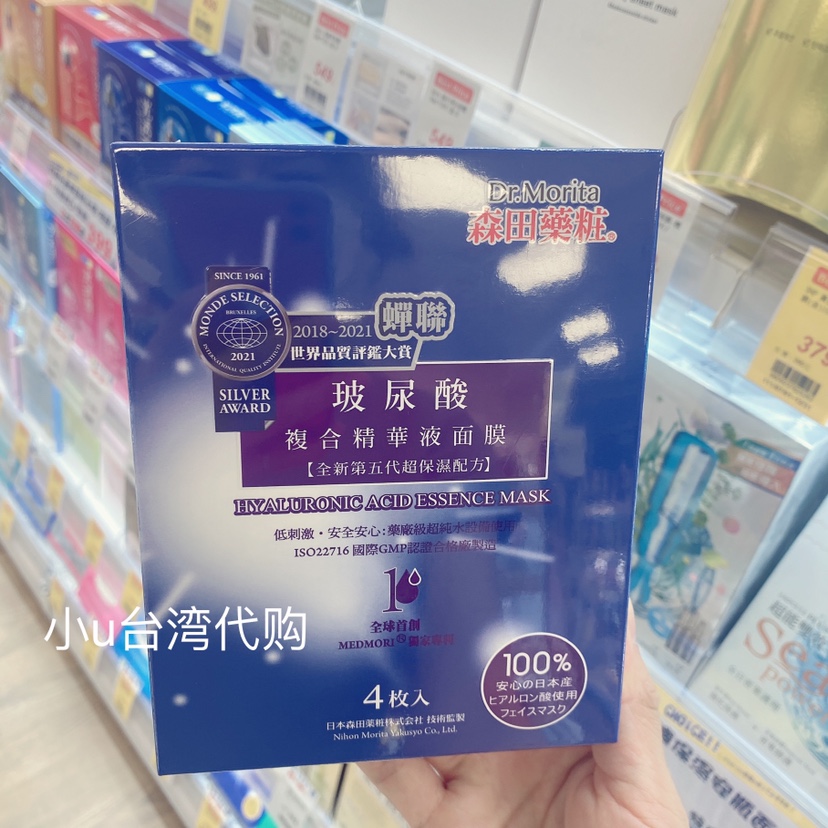 Dr.Morita
森田藥粧®
SINCE 1961
MONDE SELECTION
BRUXELLES
2021
INTERNATIONAL QUALITY INSTITUTE
SILVER
AWARD
2018~2021
蟬聯
世界品質評鑑大賞
玻尿酸
複合精華液面膜
【全新第五代超保濕配方】
HYALURONIC ACID ESSENCE MASK
低刺激·安全安心:藥廠級超純水設備使用
ISO22716 國際GMP認證合格廠製造
1
全球首創
MEDMORI 獨家專利
小u台湾代购
100%
安心の日本産
ヒアルロン酸使用
フェイスマスク
4枚入
日本森田薬粧株式会社 技術監製
Nihon Morita Yakusyo Co., Ltd.
549
549
375
CHOICE!!